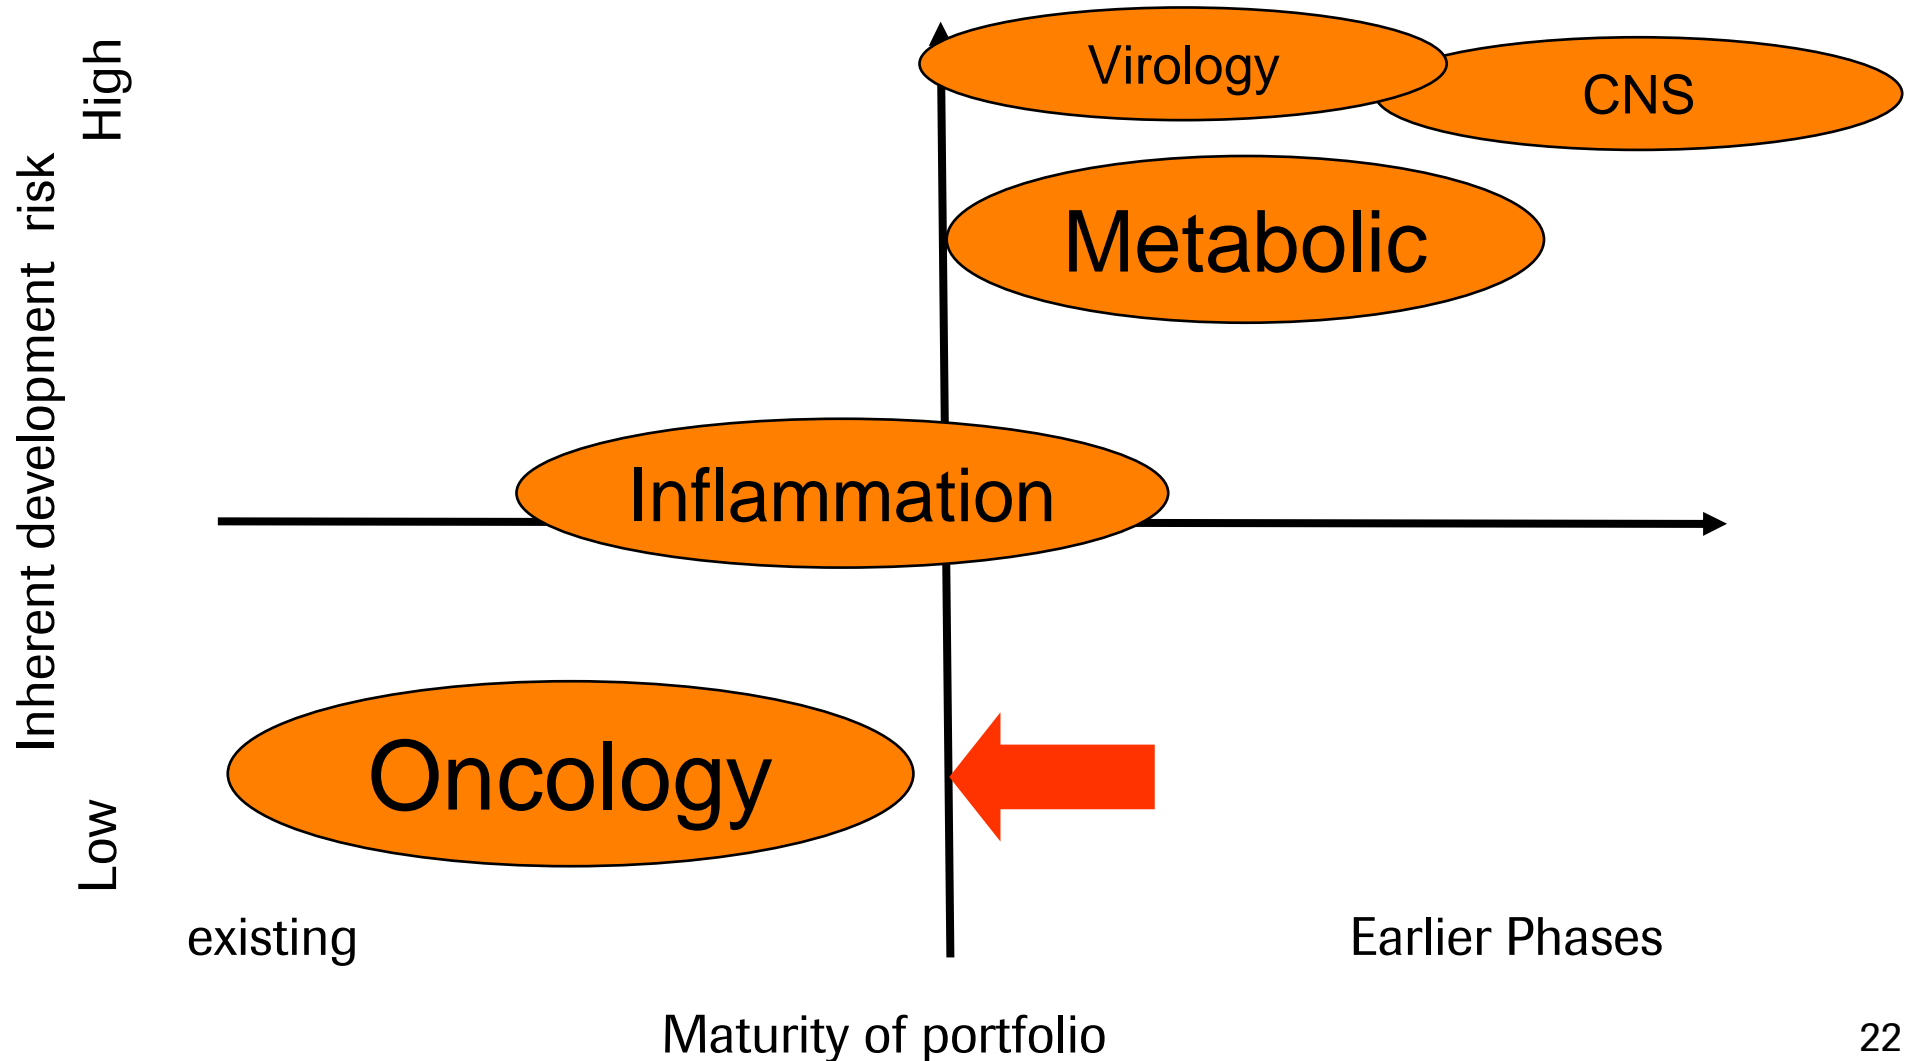 High
Virology
CNS
Metabolic
Inherent development risk
Inflammation
Oncology
Low
existing
Earlier Phases
Maturity of portfolio
22